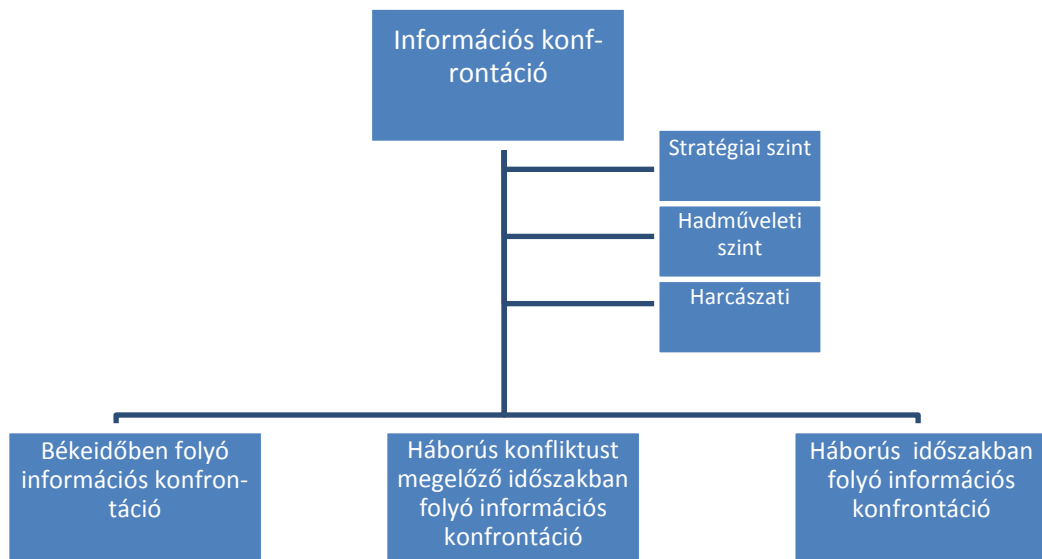 Információs konf-
rontáció
Stratégiai szint
Hadműveleti
szint
Harcászati
Békeidőben folyó
információs konfron-
táció
Háborús konfliktust
megelőző időszakban
folyó információs
konfrontáció
Háborús  időszakban
folyó információs
konfrontáció